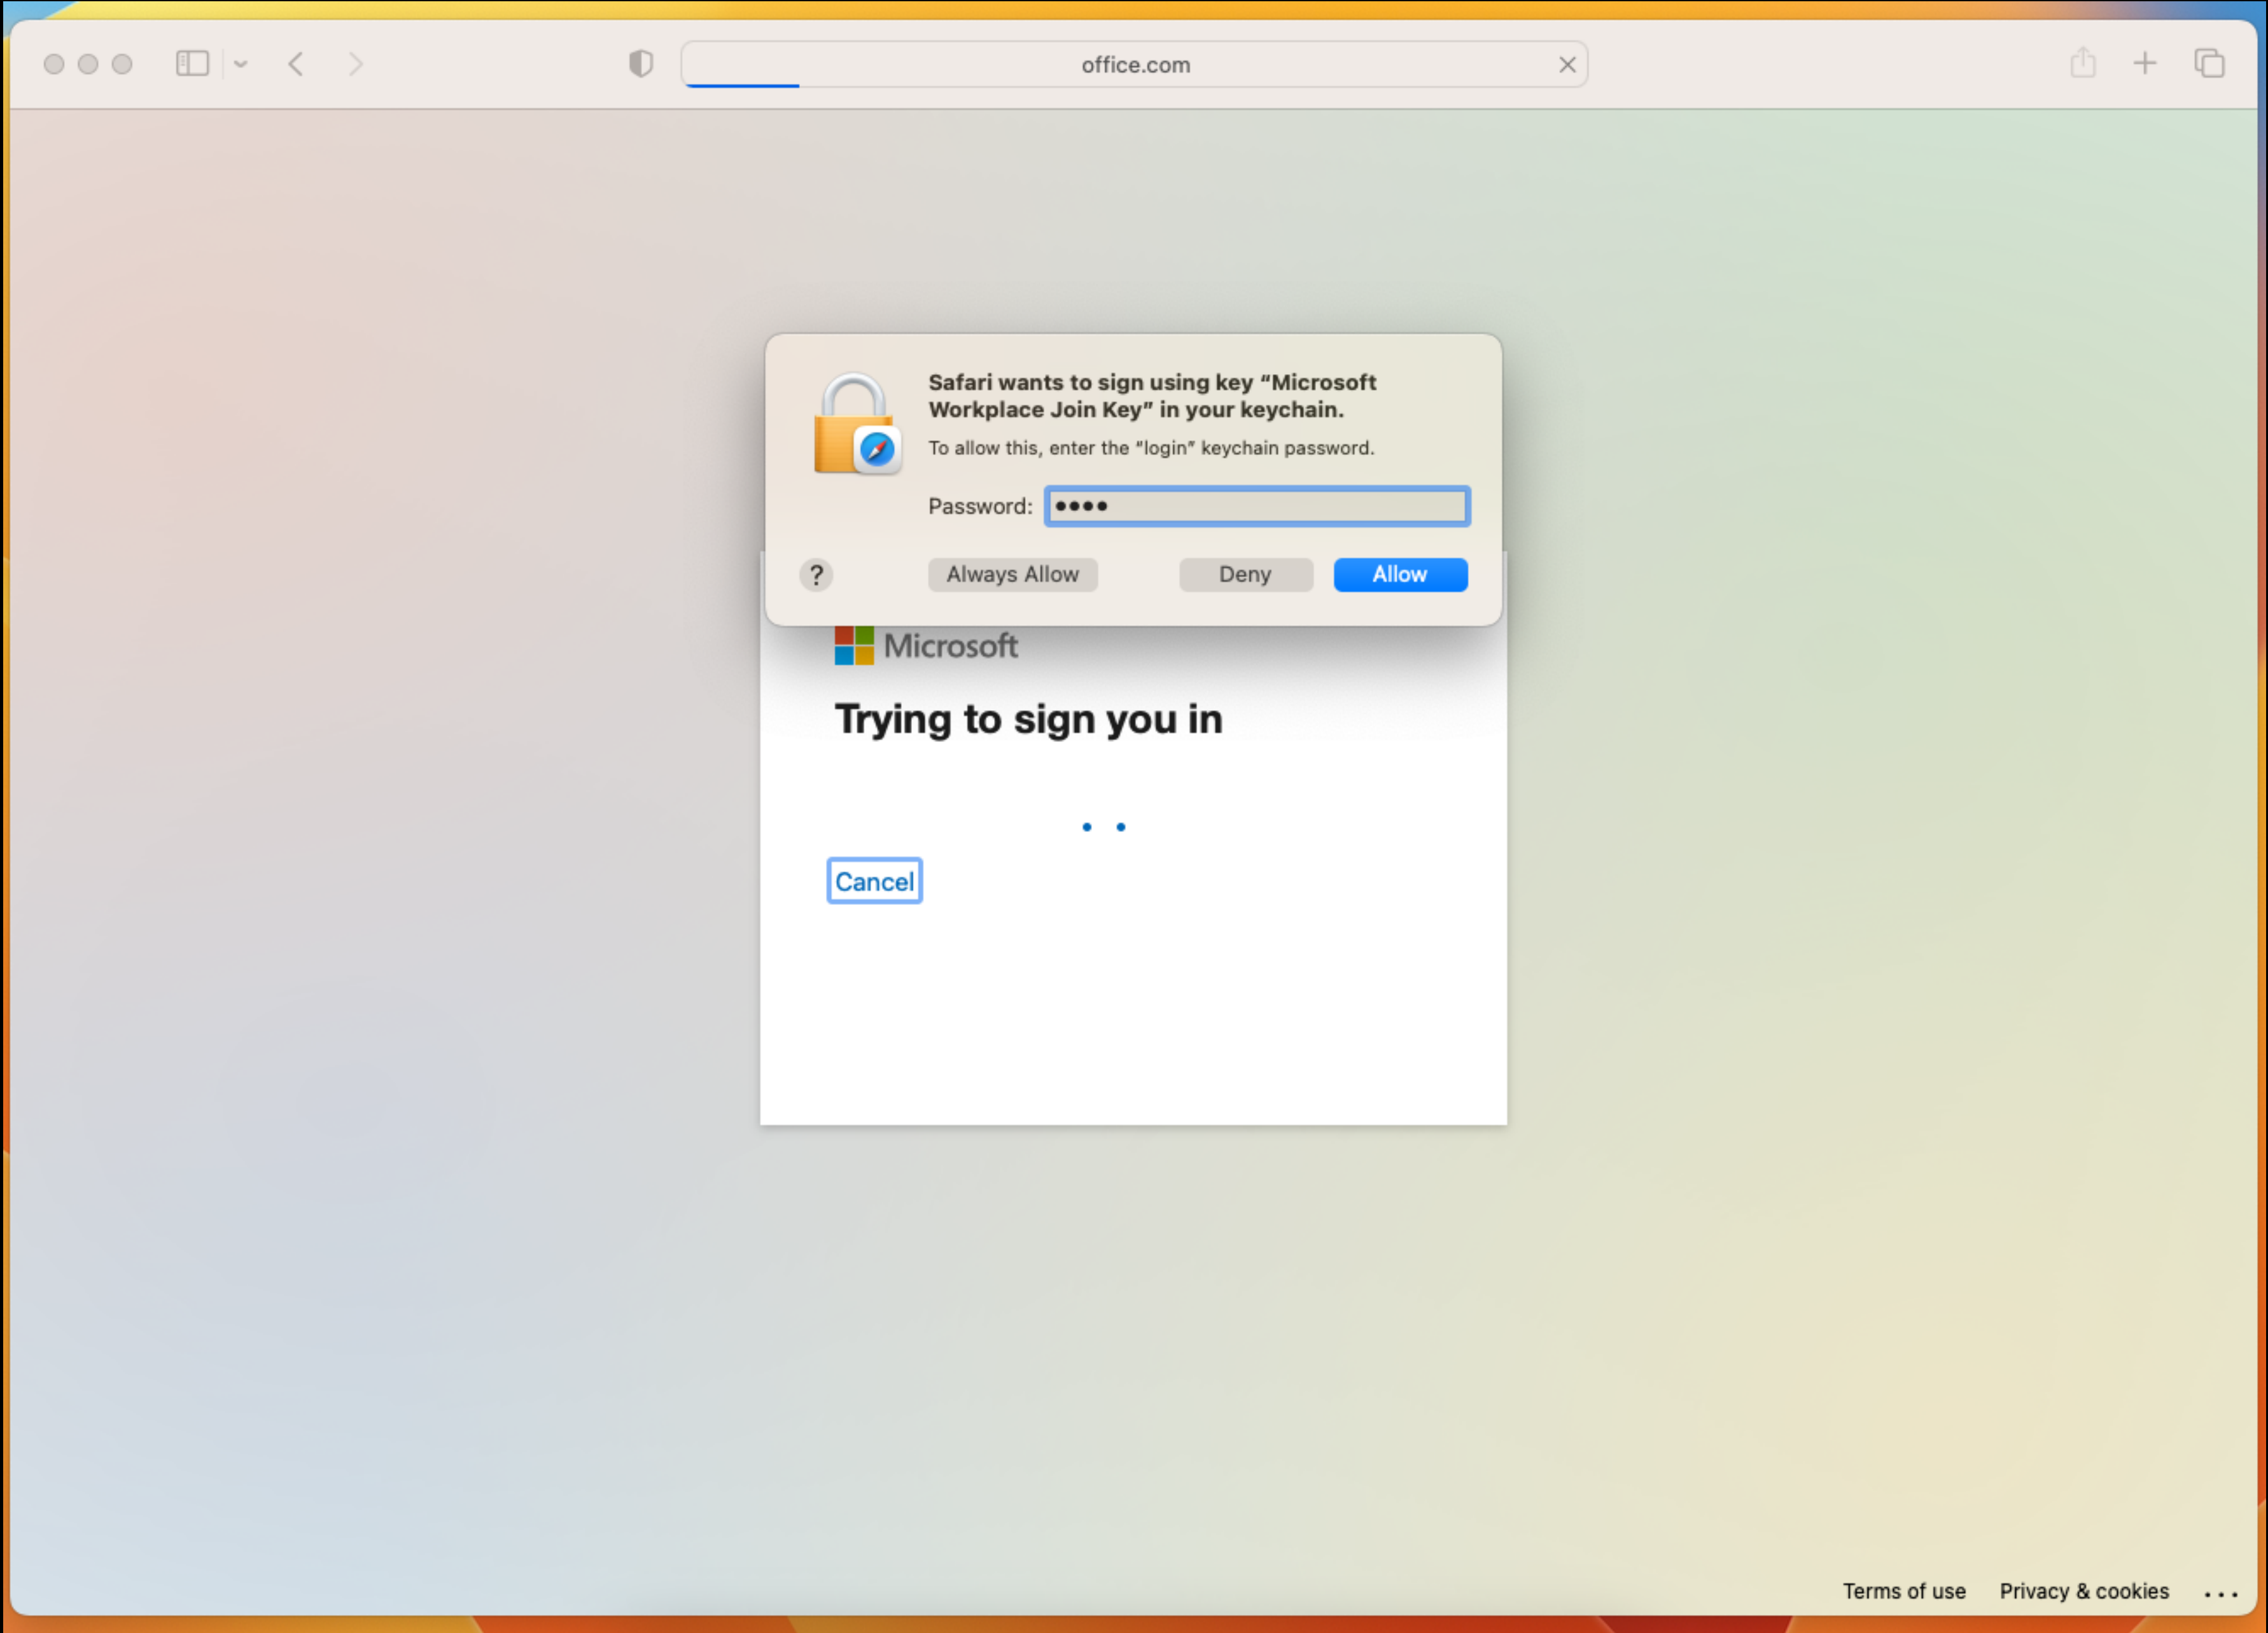 office.com
Safari wants to sign using key “Microsoft
Workplace Join Key” in your keychain.
To allow this, enter the “login” keychain password.
Password: ••••
?
Always Allow
Deny
Allow
Microsoft
Trying to sign you in
Cancel
Terms of use Privacy & cookies ...